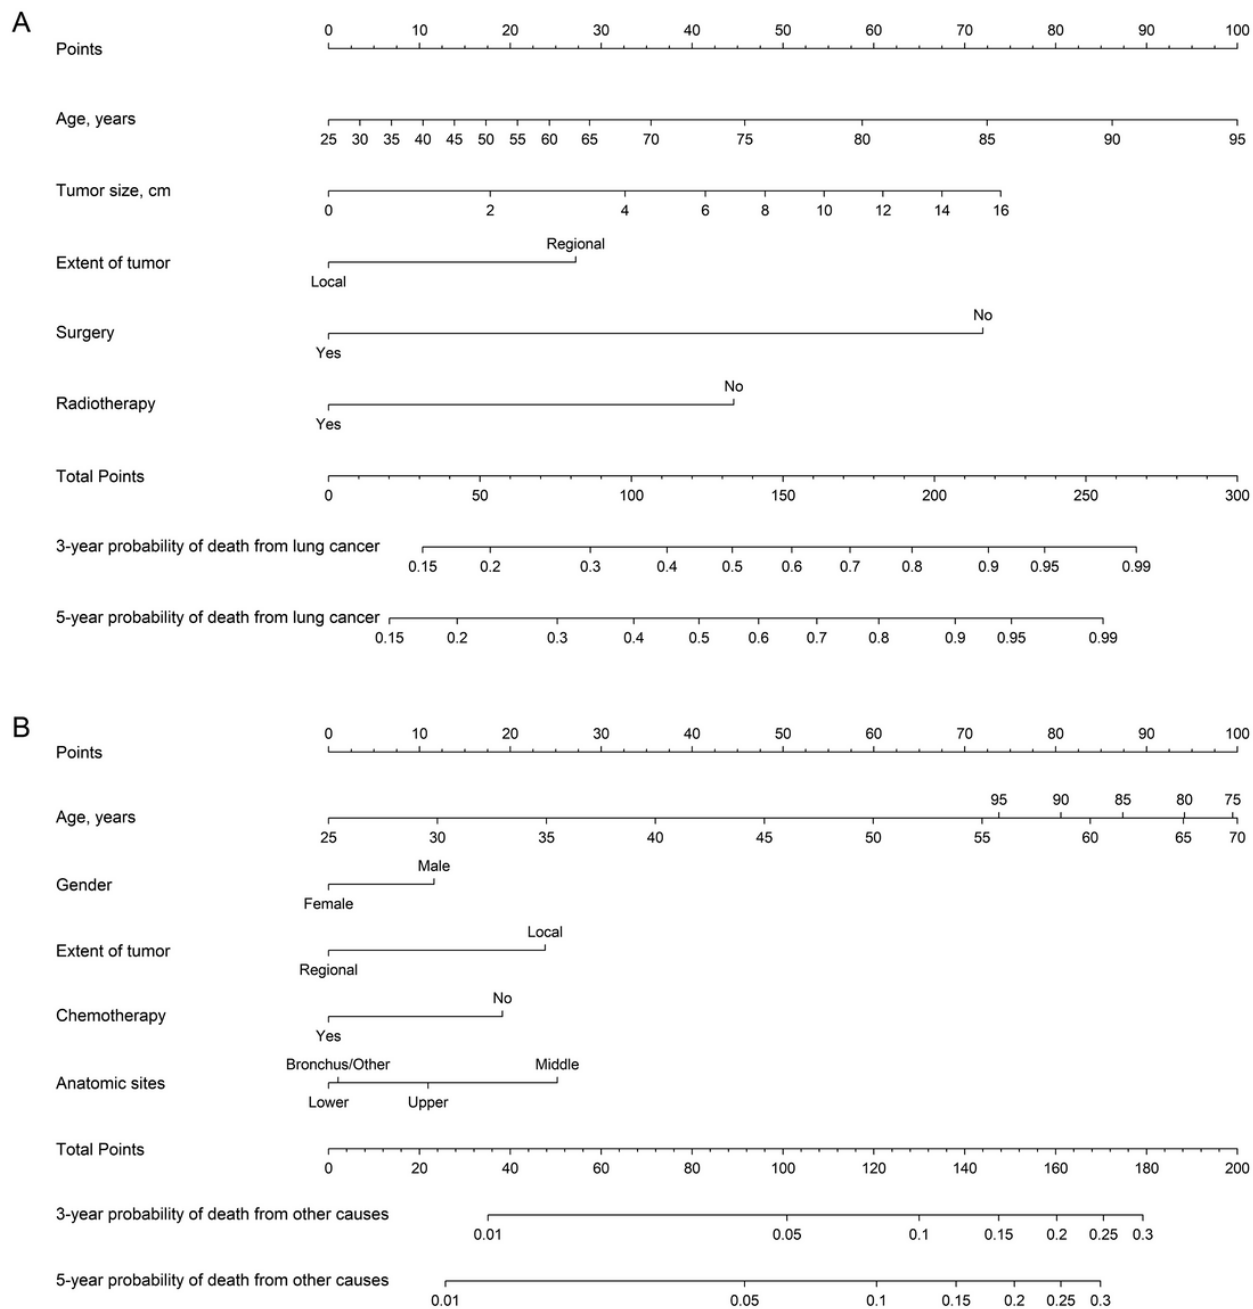 A
0 10 20 30 40 50 60 70 80 90 100
Points
Age, years
25 30 35 40 45 50 55 60 65 70 75 80 85 90 95
Tumor size, cm
0 2 4 6 8 10 12 14 16
Regional
Extent of tumor
Local
No
Surgery
Yes
No
Radiotherapy
Yes
Total Points
0 50 100 150 200 250 300
3-year probability of death from lung cancer
0.15 0.2 0.3 0.4 0.5 0.6 0.7 0.8 0.9 0.95 0.99
5-year probability of death from lung cancer
0.15 0.2 0.3 0.4 0.5 0.6 0.7 0.8 0.9 0.95 0.99
B
0 10 20 30 40 50 60 70 80 90 100
Points
95 90 85 80 75
Age, years
25 30 35 40 45 50 55 60 65 70
Male
Gender
Female
Local
Extent of tumor
Regional
No
Chemotherapy
Yes
Bronchus/Other Middle
Anatomic sites
Lower Upper
Total Points
0 20 40 60 80 100 120 140 160 180 200
3-year probability of death from other causes
0.01 0.05 0.1 0.15 0.2 0.25 0.3
5-year probability of death from other causes
0.01 0.05 0.1 0.15 0.2 0.25 0.3